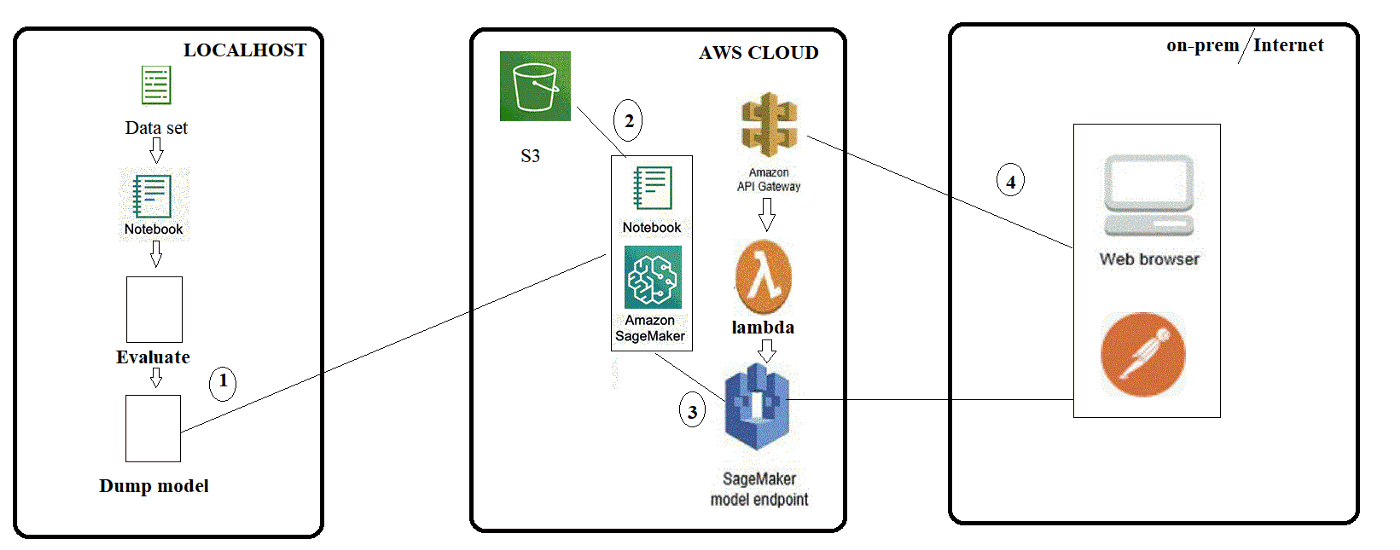 LOCALHOST
Data set
Notebook
Evaluate
1
Dump model
AWS CLOUD
S3
2
Notebook
Amazon
SageMaker
3
Amazon
API Gateway
λ
lambda
SageMaker
model endpoint
on-prem/Internet
4
Web browser